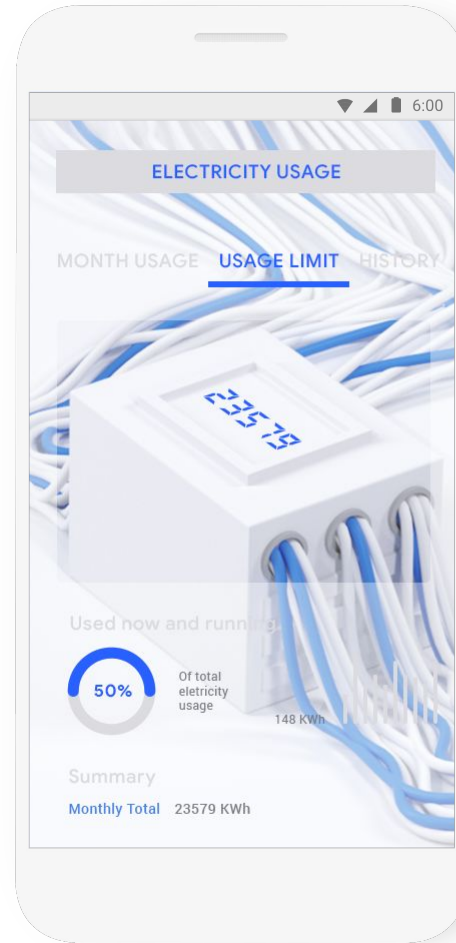 6:00
ELECTRICITY USAGE
MONTH USAGE USAGE LIMIT HISTORY
23579
Used now and running
50%
Of total
eletricity
usage
148 KWh
Summary
Monthly Total 23579 KWh